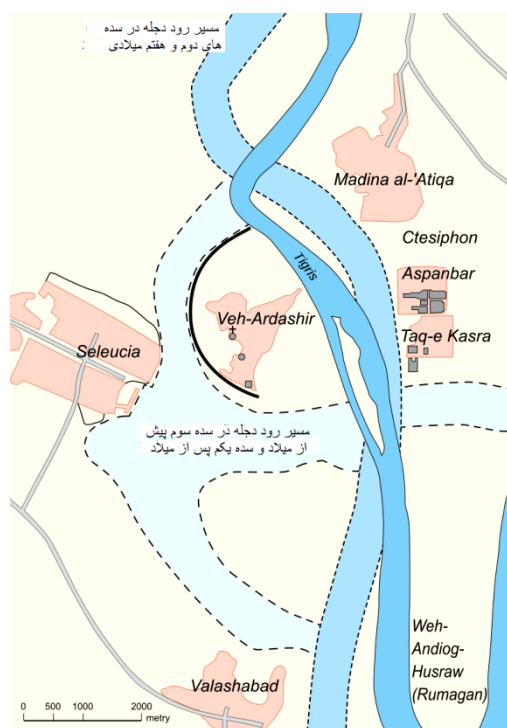 مسیر رود دجله در سده
های دوم و هفتم میلادی
Madina al-'Atiqa
Ctesiphon
Tigris
Aspanbar
Veh-Ardashir
Taq-e Kasra
Seleucia
مسیر رود دجله در سده سوم پیش
از میلاد و سده یکم پس از میلاد
Weh-
Andiog-
Husraw
(Rumagan)
Valashabad
0 1000 2000
metry